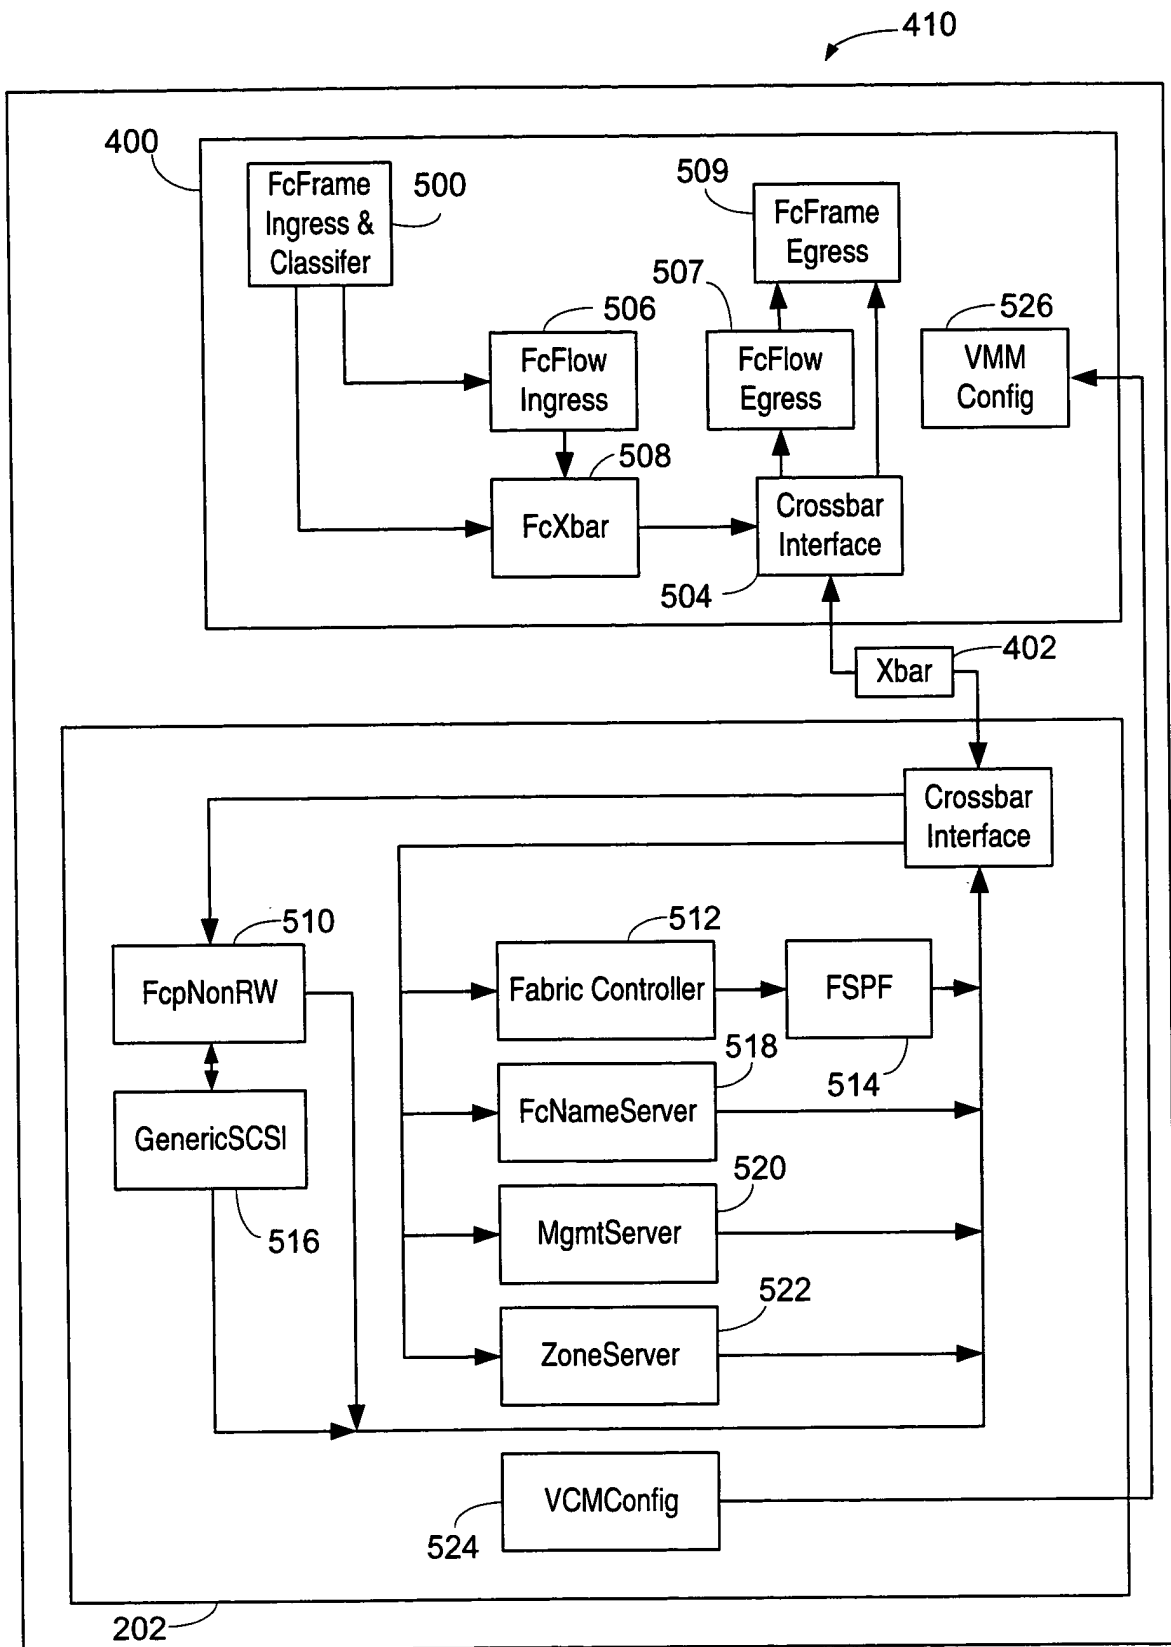 410
400
FcFrame
Ingress &
Classifer
500
509
FcFrame
Egress
507
506
526
FcFlow
Ingress
FcFlow
Egress
VMM
Config
508
FcXbar
Crossbar
Interface
504
402
Xbar
Crossbar
Interface
510
512
FcpNonRW
Fabric Controller
FSPF
518
514
GenericSCSI
FcNameServer
516
520
MgmtServer
522
ZoneServer
VCMConfig
524
202